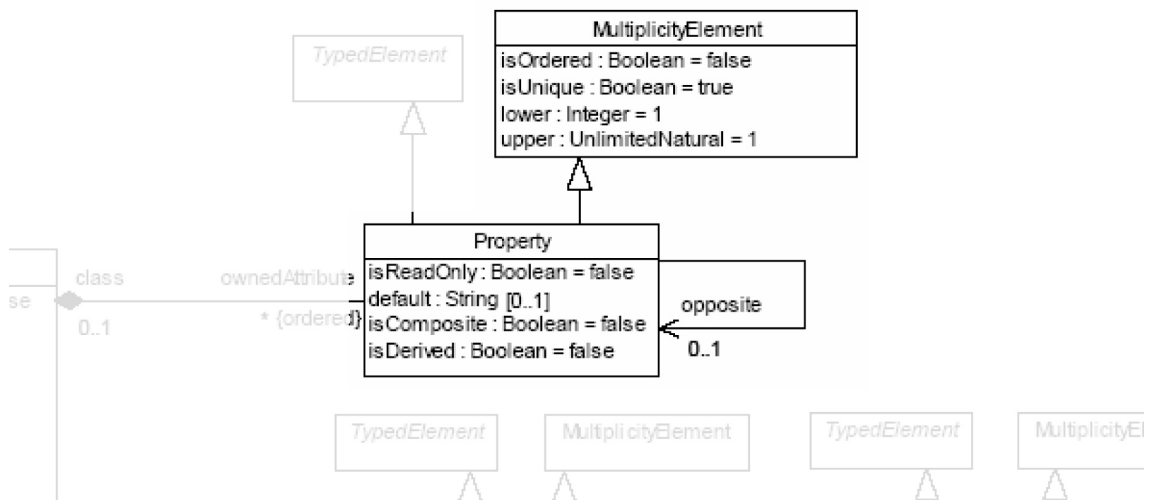 MultiplicityElement
TypedElement
isOrdered : Boolean = false
isUnique : Boolean = true
lower : Integer = 1
upper : UnlimitedNatural = 1
Property
class
ownedAttribute
isReadOnly : Boolean = false
se
default : String [0..1]
opposite
0..1
* {ordered}
isComposite : Boolean = false
isDerived : Boolean = false
0..1
TypedElement
MultiplicityElement
TypedElement
MultiplicityEl